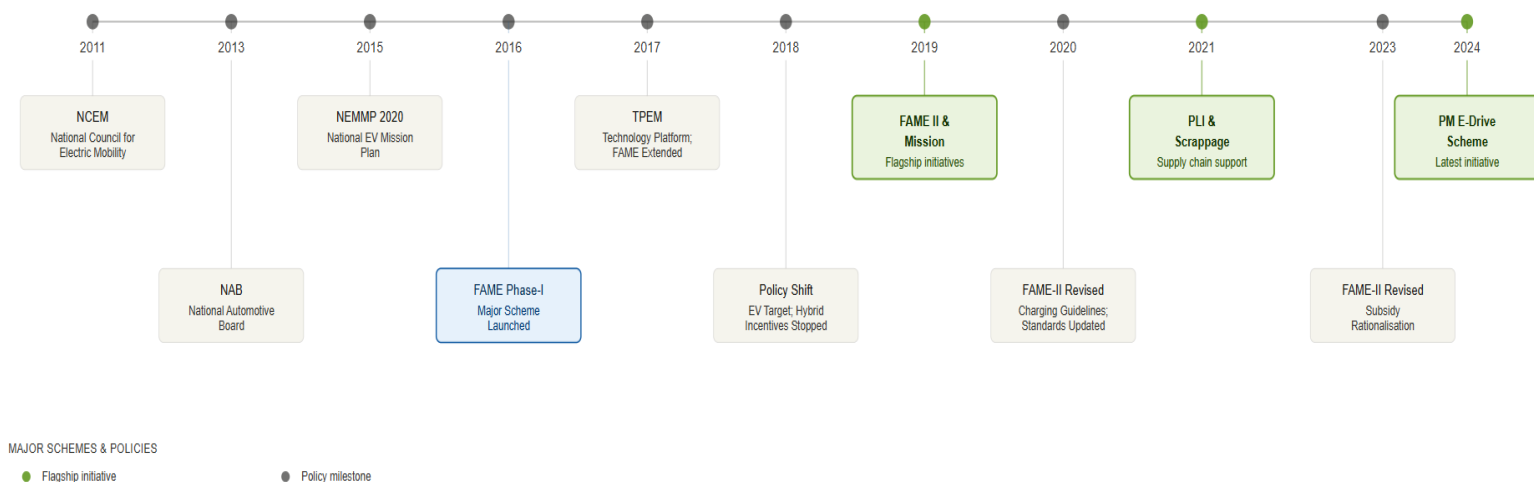 2011
2013
2015
2016
2017
2018
2019
2020
2021
2023
2024
NCEM
National Council for
Electric Mobility
NEMMP 2020
National EV Mission
Plan
TPEM
Technology Platform;
FAME Extended
FAME II &
Mission
Flagship initiatives
PLI &
Scrappage
Supply chain support
PM E-Drive
Scheme
Latest initiative
NAB
National Automotive
Board
FAME Phase-I
Major Scheme
Launched
Policy Shift
EV Target; Hybrid
Incentives Stopped
FAME-II Revised
Charging Guidelines;
Standards Updated
FAME-II Revised
Subsidy
Rationalisation
MAJOR SCHEMES & POLICIES
Flagship initiative
Policy milestone